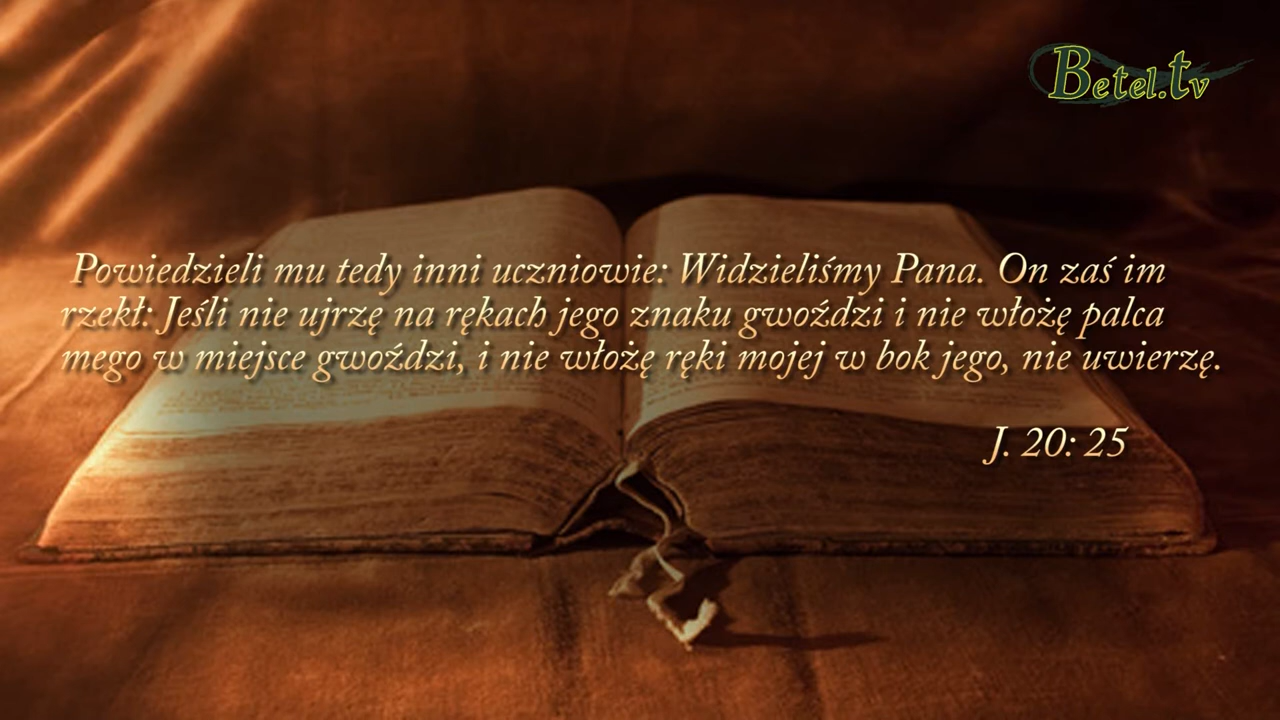 Betel.tv
Powiedzieli mu tedy inni uczniowie: Widzieliśmy Pana. On zaś im
rzekł: Jeśli nie ujrzę na rękach jego znaku gwoździ i nie włożę palca
mego w miejsce gwoździ, i nie włożę ręki mojej w bok jego, nie uwierzę.
J. 20: 25